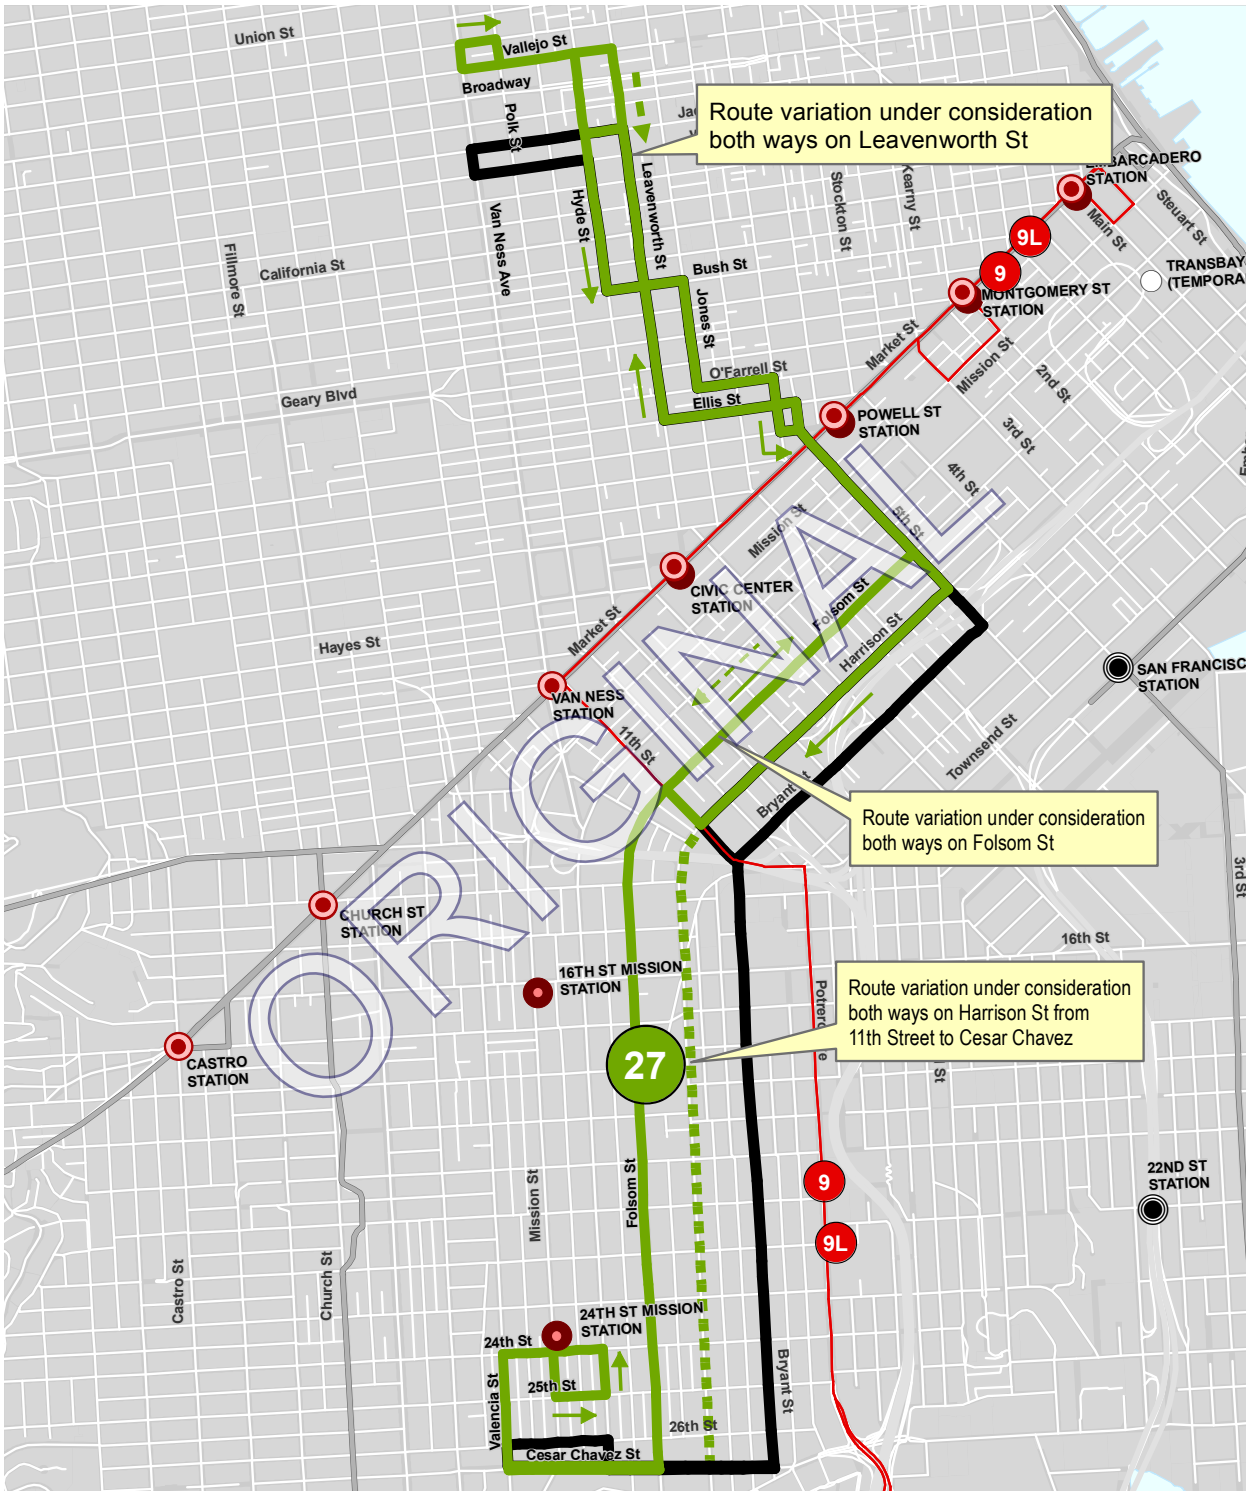 Union St
Vallejo St
Broadway
Polk St
Route variation under consideration
both ways on Leavenworth St
EMBARCADERO
STATION
Stockton St
Kearny St
Steuart St
Main St
Leavenworth St
Hyde St
Van Ness Ave
Fillmore St
California St
Bush St
Jones St
9L
9
TRANSBAY
(TEMPORA
MONTGOMERY ST
STATION
Market St
Mission St
2nd St
3rd St
4th St
5th St
O'Farrell St
Ellis St
Geary Blvd
POWELL ST
STATION
Mission St
CIVIC CENTER
STATION
Folsom St
Harrison St
Market St
Hayes St
SAN FRANCISC
STATION
VAN NESS
STATION
11th St
Townsend St
Bryant St
Route variation under consideration
both ways on Folsom St
3rd St
CHURCH ST
STATION
ORIGINAL
16th St
16TH ST MISSION
STATION
Route variation under consideration
both ways on Harrison St from
11th Street to Cesar Chavez
CASTRO
STATION
27
Folsom St
Mission St
9
9L
22ND ST
STATION
Castro St
Church St
24TH ST MISSION
STATION
24th St
25th St
Valencia St
26th St
Bryant St
Cesar Chavez St